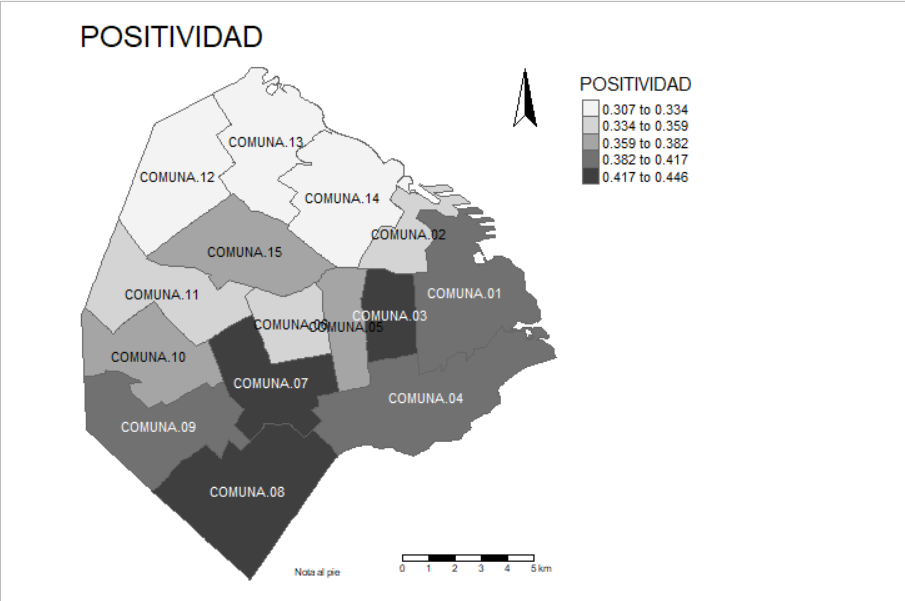 POSITIVIDAD
POSITIVIDAD
0.307 to 0.334
0.334 to 0.359
0.359 to 0.382
0.382 to 0.417
0.417 to 0.446
COMUNA.13
COMUNA.12
COMUNA.14
COMUNA.02
COMUNA.15
COMUNA.11
COMUNA.01
COMUNA.03
COMUNA.06
COMUNA.05
COMUNA.10
COMUNA.07
COMUNA.04
COMUNA.09
COMUNA.08
Nota al pie
0 1 2 3 4 5 km